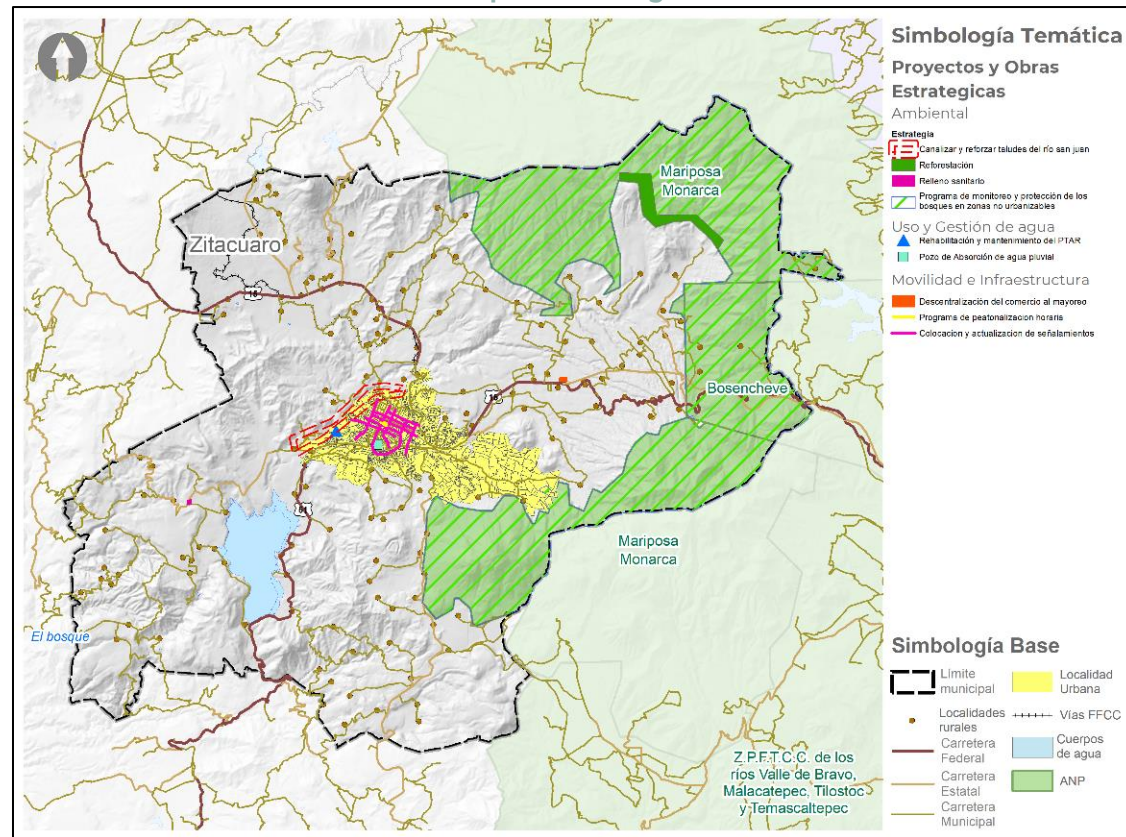 Simbología Temática
Proyectos y Obras
Estrategicas
Ambiental
Estrategia
Canalizar y reforzar taludes del río san juan
Reforestación
Relleno sanitario
Programa de monitoreo y protección de los
bosques en zonas no urbanizables
Uso y Gestión de agua
Rehabilitación y mantenimiento del PTAR
Pozo de Absorción de agua pluvial
Movilidad e Infraestructura
Descentralización del comercio al mayoreo
Programa de peatonalización horaria
Colocacion y actualizacion de señalamientos
Mariposa
Monarca
Zitacuaro
15
Bosencheve
15
51
Mariposa
Monarca
El bosque
Z.P.F.T.C.C. de los
ríos Valle de Bravo,
Malacatepec, Tilostoc
y Temascaltepec
Simbología Base
Límite
municipal
Localidad
Urbana
Localidades
rurales
Vías FFCC
Carretera
Federal
Cuerpos
de agua
Carretera
Estatal
ANP
Carretera
Municipal